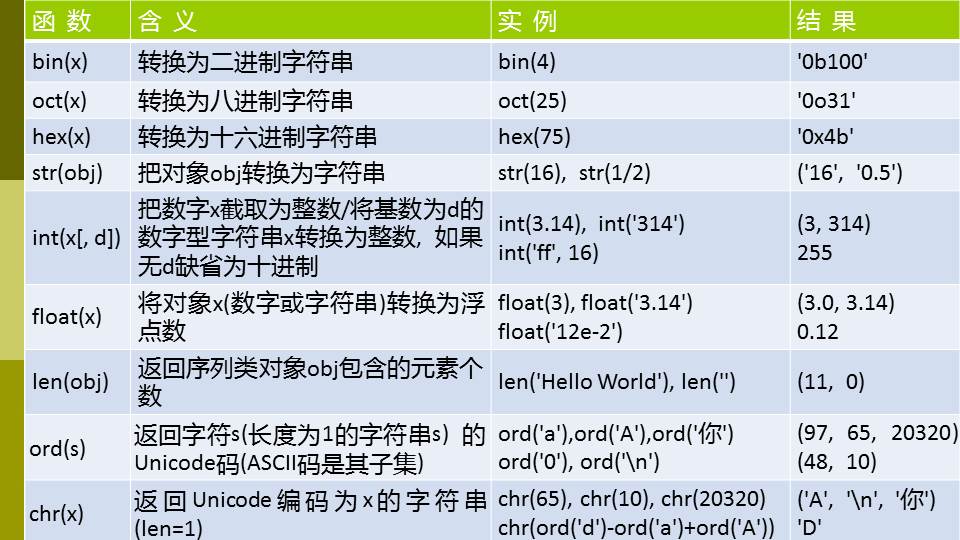 函 数 含 义 实 例 结 果
bin(x) 转换为二进制字符串 bin(4) '0b100'
oct(x) 转换为八进制字符串 oct(25) '0o31'
hex(x) 转换为十六进制字符串 hex(75) '0x4b'
str(obj) 把对象obj转换为字符串 str(16), str(1/2) ('16', '0.5')
int(x[, d])
把数字x截取为整数/将基数为d的
数字型字符串x转换为整数, 如果
无d缺省为十进制
int(3.14), int('314')
int('ff', 16)
(3, 314)
255
float(x)
将对象x(数字或字符串)转换为浮
点数
float(3), float('3.14')
float('12e-2')
(3.0, 3.14)
0.12
len(obj)
返回序列类对象obj包含的元素个
数
len('Hello World'), len('')
(11, 0)
ord(s)
返回字符s(长度为1的字符串s) 的
Unicode码(ASCII码是其子集)
ord('a'),ord('A'),ord('你')
ord('0'), ord('\n')
(97, 65, 20320)
(48, 10)
chr(x)
返回Unicode编码为x的字符串
(len=1)
chr(65), chr(10), chr(20320)
chr(ord('d')-ord('a')+ord('A'))
('A', '\n', '你')
'D'